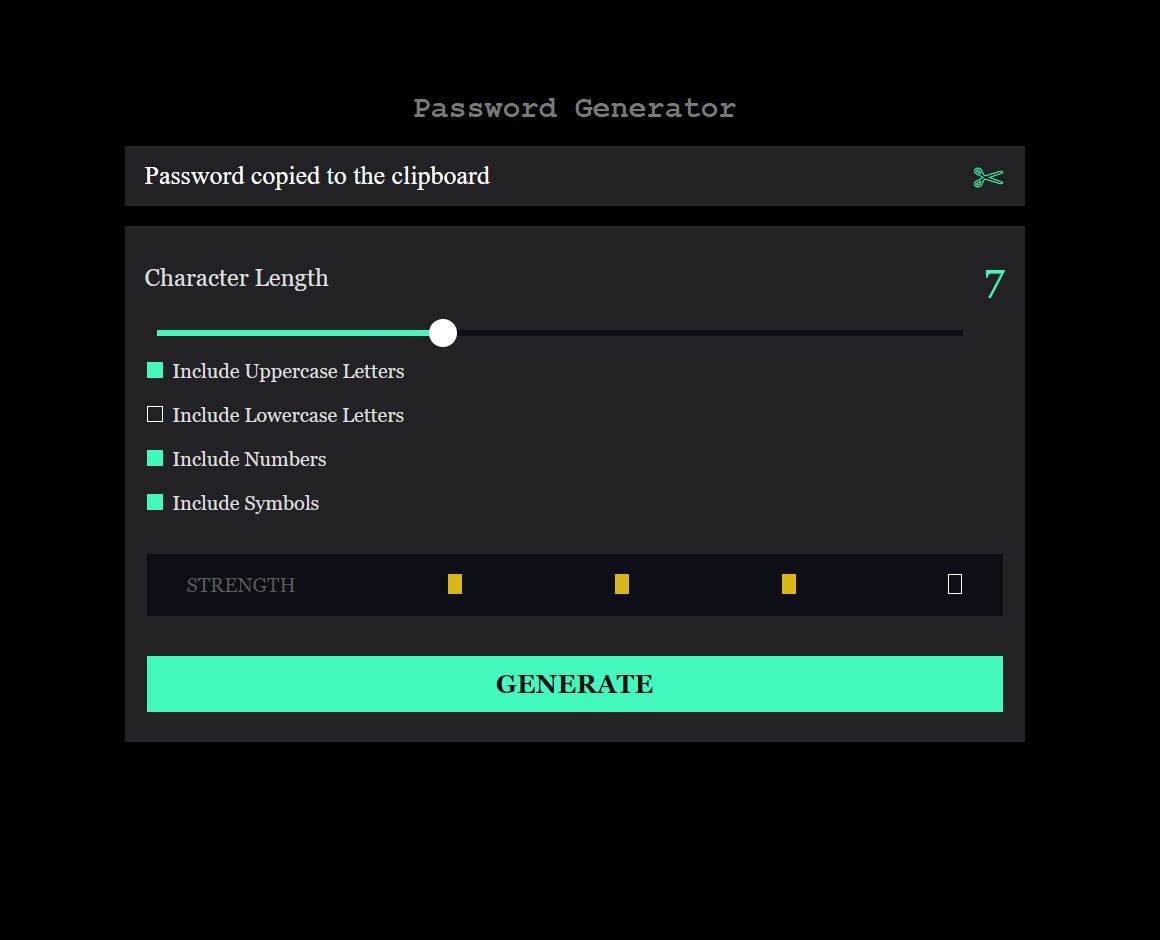 Password Generator
Password copied to the clipboard
Character Length
7
Include Uppercase Letters
Include Lowercase Letters
Include Numbers
Include Symbols
STRENGTH
GENERATE